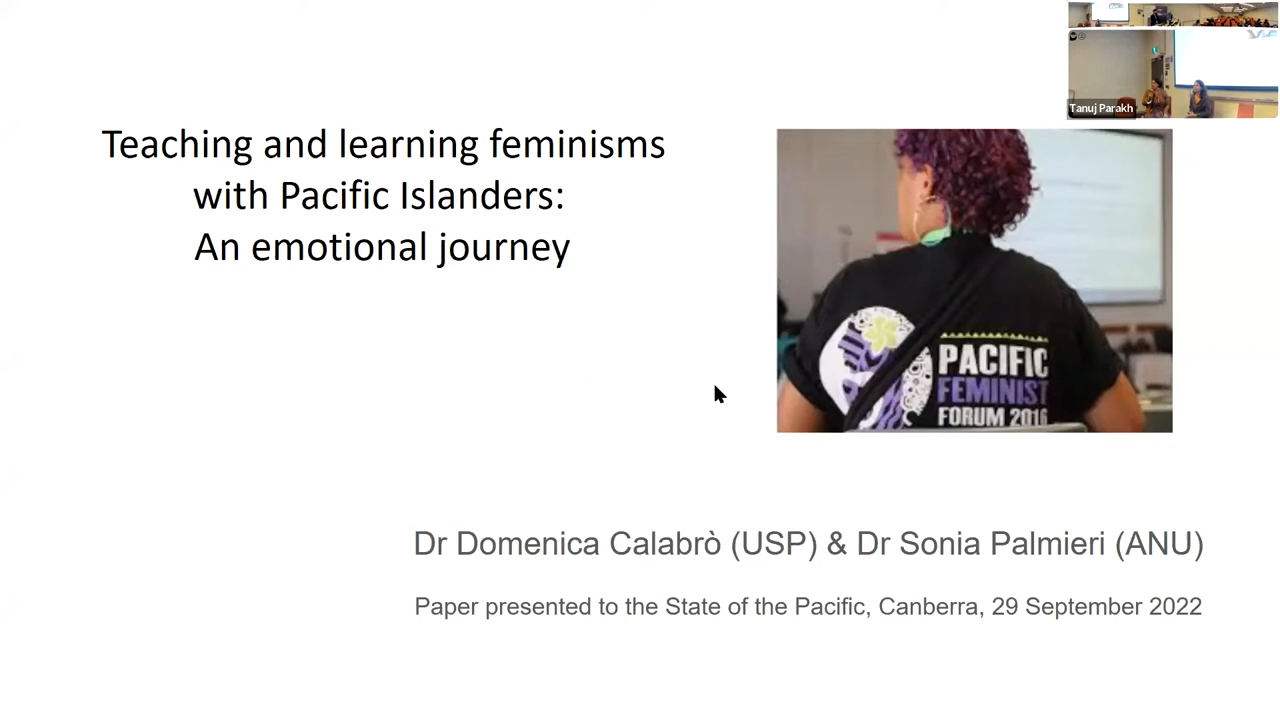 Teaching and learning feminisms
with Pacific Islanders:
An emotional journey
Tanuj Parakh
PACIFIC
FEMINIST
FORUM 2016
Dr Domenica Calabrò (USP) & Dr Sonia Palmieri (ANU)
Paper presented to the State of the Pacific, Canberra, 29 September 2022